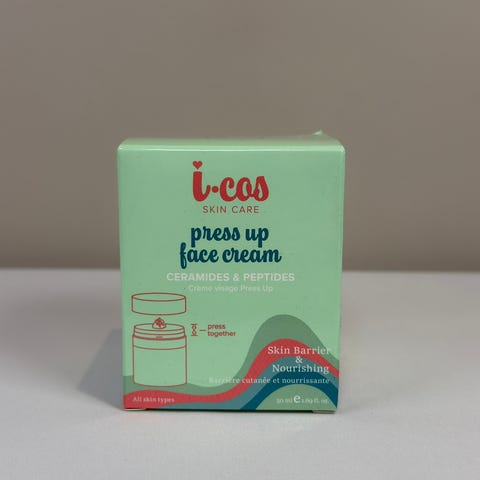 i·cos
SKIN CARE
press up
face cream
CERAMIDES & PEPTIDES
Crème visage Press Up
press
together
Skin Barrier
&
Nourishing
Barrière cutanée et nourrissante
All skin types
50 ml e 1.69 fl. oz.